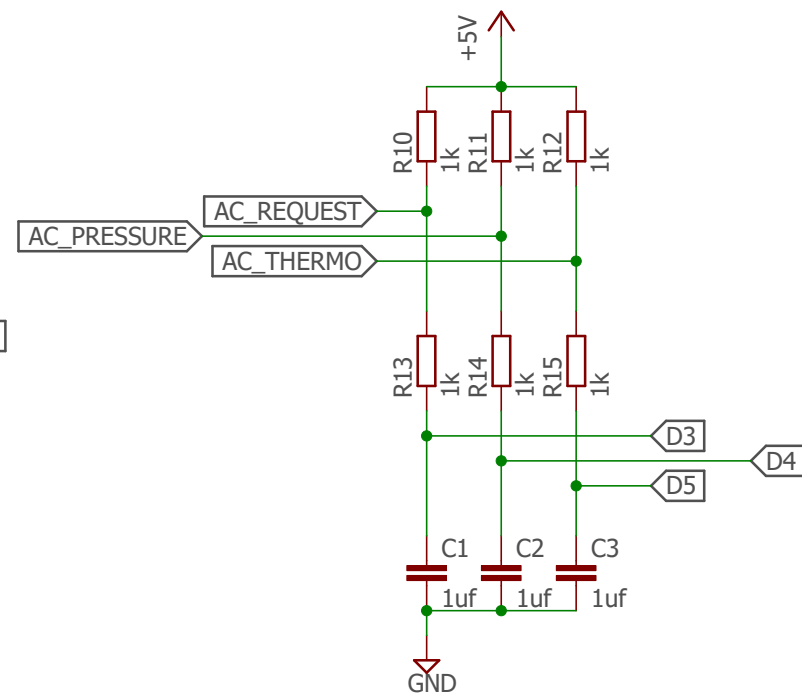 +5V
R10
1k
R11
1k
R12
1k
AC_REQUEST
AC_PRESSURE
AC_THERMO
R13
1k
R14
1k
R15
1k
D3
D4
D5
C1
C2
C3
1uf
1uf
1uf
GND